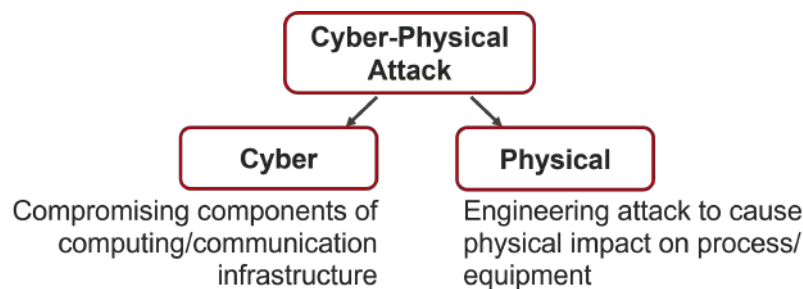 Cyber-Physical
Attack
Cyber
Physical
Compromising components of
computing/communication
infrastructure
Engineering attack to cause
physical impact on process/
equipment